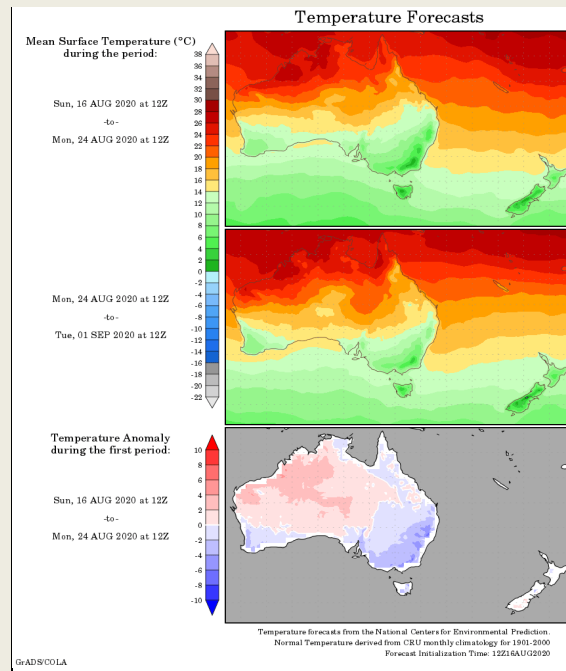 Temperature Forecasts
Mean Surface Temperature (°C)
during the period:
Sun, 16 AUG 2020 at 12Z
-to-
Mon, 24 AUG 2020 at 12Z
38
36
34
32
30
28
26
24
22
20
18
16
14
12
10
8
6
4
2
0
-2
-4
-6
-8
-10
-12
-14
-16
-18
-20
-22
Mon, 24 AUG 2020 at 12Z
-to-
Tue, 01 SEP 2020 at 12Z
Temperature Anomaly
during the first period:
Sun, 16 AUG 2020 at 12Z
-to-
Mon, 24 AUG 2020 at 12Z
10
8
6
4
2
0
-2
-4
-6
-8
-10
Temperature forecasts from the National Centers for Environmental Prediction.
Normal Temperature derived from CRU monthly climatology for 1901-2000
Forecast Initialization Time: 12Z16AUG2020
GrADS/COLA